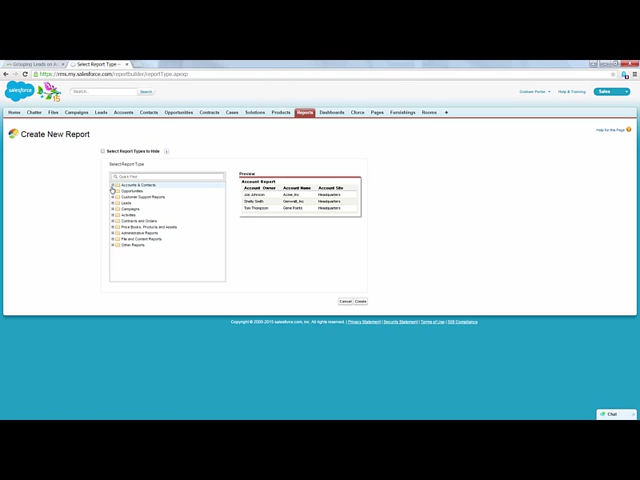 Grouping Leads on A
Select Report Type ~
https://rms.my.salesforce.com/reportbuilder/reportType.apexp
salesforce
15
Search...
Search
Graham Porter
Help & Training
Sales
Home Chatter Files Campaigns Leads Accounts Contacts Opportunities Contracts Cases Solutions Products Reports Dashboards Cforce Pages Furnishings Rooms +
Create New Report
Help for this Page
Select Report Types to Hide
Select Report Type
Quick Find
Accounts & Contacts
Opportunities
Customer Support Reports
Leads
Campaigns
Activities
Contracts and Orders
Price Books, Products and Assets
Administrative Reports
File and Content Reports
Other Reports
Preview
Account Report
Account Owner Account Name Account Site
Joe Johnson Acme, Inc Headquarters
Shelly Smith Genwatt, Inc Headquarters
Tom Thompson Gene Points Headquarters
Cancel Create
Copyright © 2000-2015 salesforce.com, inc. All rights reserved. | Privacy Statement | Security Statement | Terms of Use | 508 Compliance
Chat